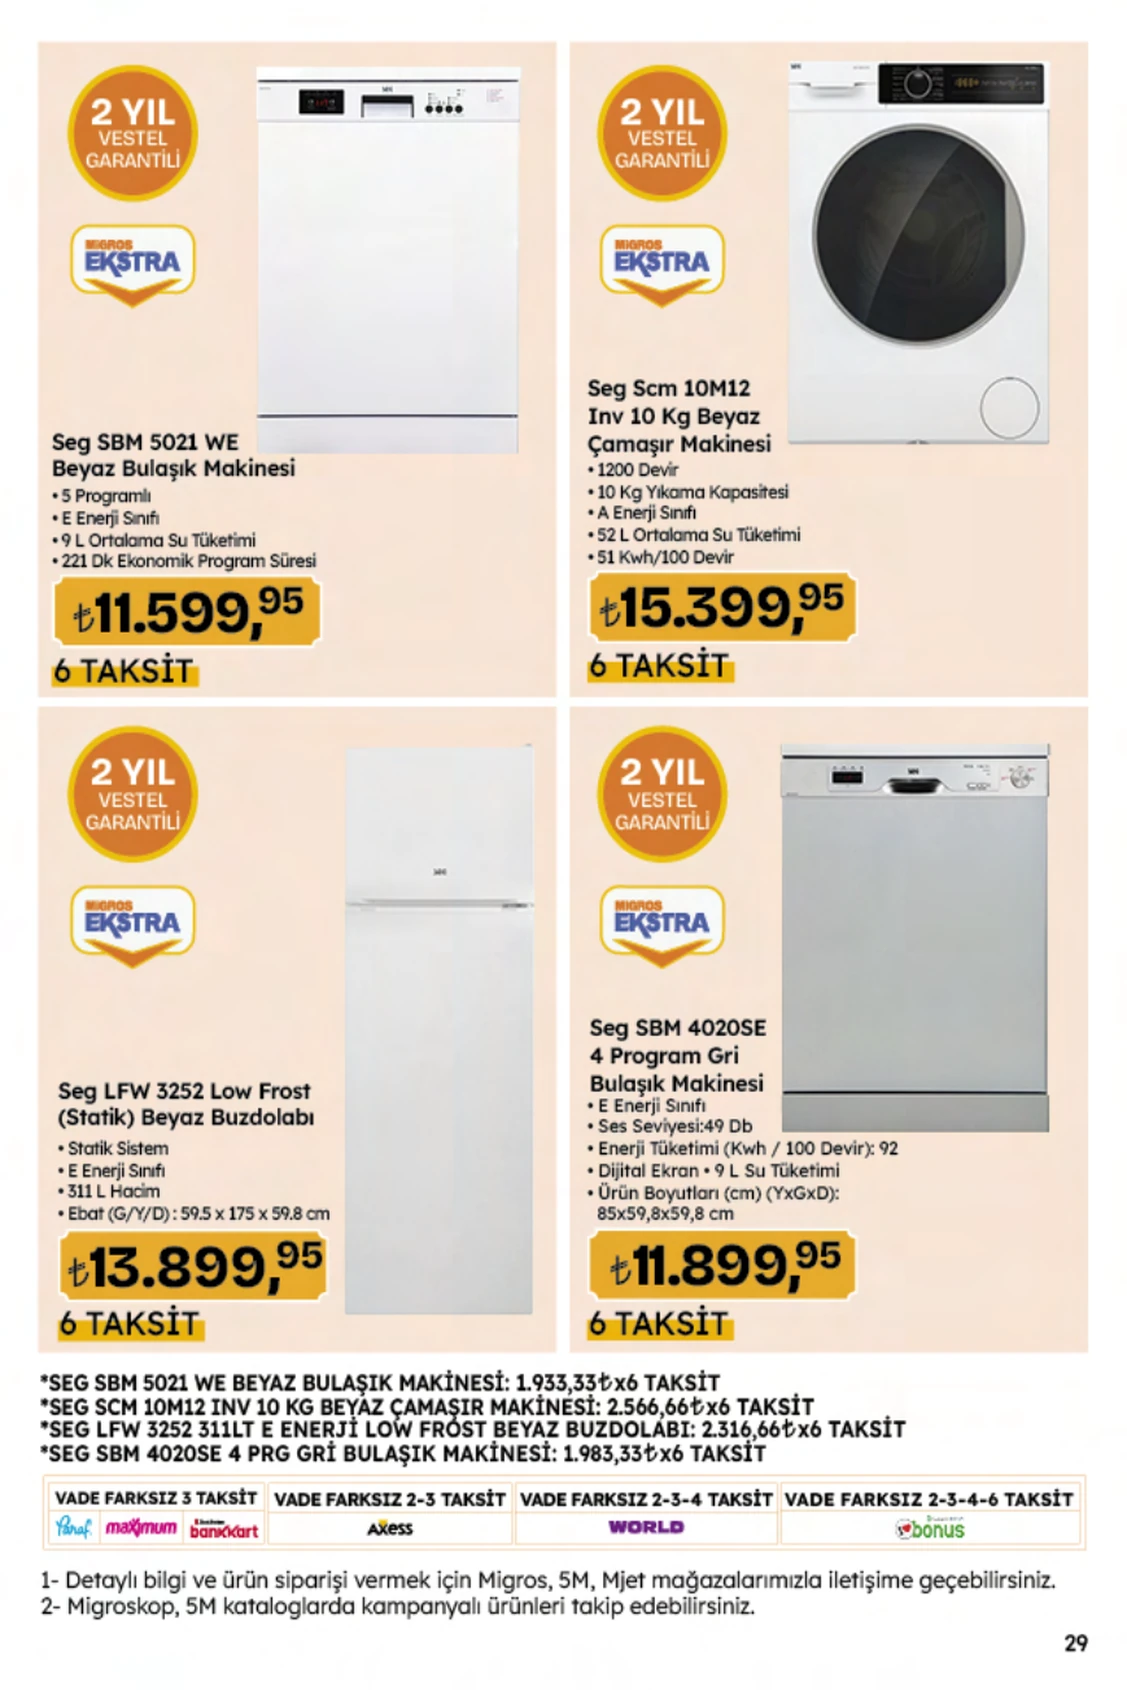 2 YIL
VESTEL
GARANTİLİ
MİGROS
EKSTRA
Seg SBM 5021 WE
Beyaz Bulaşık Makinesi
• 5 Programlı
• E Enerji Sınıfı
• 9 L Ortalama Su Tüketimi
• 221 Dk Ekonomik Program Süresi
₺11.599,95
6 TAKSİT
2 YIL
VESTEL
GARANTİLİ
MİGROS
EKSTRA
Seg Scm 10M12
Inv 10 Kg Beyaz
Çamaşır Makinesi
• 1200 Devir
• 10 Kg Yıkama Kapasitesi
• A Enerji Sınıfı
• 52 L Ortalama Su Tüketimi
• 51 Kwh/100 Devir
₺15.399,95
6 TAKSİT
2 YIL
VESTEL
GARANTİLİ
MİGROS
EKSTRA
Seg LFW 3252 Low Frost
(Statik) Beyaz Buzdolabı
• Statik Sistem
• E Enerji Sınıfı
• 311 L Hacim
• Ebat (G/Y/D) : 59.5 x 175 x 59.8 cm
₺13.899,95
6 TAKSİT
2 YIL
VESTEL
GARANTİLİ
MİGROS
EKSTRA
Seg SBM 4020SE
4 Program Gri
Bulaşık Makinesi
• E Enerji Sınıfı
• Ses Seviyesi:49 Db
• Enerji Tüketimi (Kwh / 100 Devir): 92
• Dijital Ekran • 9 L Su Tüketimi
• Ürün Boyutları (cm) (YxGxD):
85x59,8x59,8 cm
₺11.899,95
6 TAKSİT
*SEG SBM 5021 WE BEYAZ BULAŞIK MAKİNESİ: 1.933,33₺x6 TAKSİT
*SEG SCM 10M12 INV 10 KG BEYAZ ÇAMAŞIR MAKİNESİ: 2.566,66₺x6 TAKSİT
*SEG LFW 3252 311LT E ENERJİ LOW FROST BEYAZ BUZDOLABI: 2.316,66₺x6 TAKSİT
*SEG SBM 4020SE 4 PRG GRİ BULAŞIK MAKİNESİ: 1.983,33₺x6 TAKSİT
VADE FARKSIZ 3 TAKSİT
Paraf maximum bankkart
VADE FARKSIZ 2-3 TAKSİT
axess
VADE FARKSIZ 2-3-4 TAKSİT
WORLD
VADE FARKSIZ 2-3-4-6 TAKSİT
bonus
1- Detaylı bilgi ve ürün siparişi vermek için Migros, 5M, Mjet mağazalarımızla iletişime geçebilirsiniz.
2- Migroskop, 5M kataloglarda kampanyalı ürünleri takip edebilirsiniz.
29